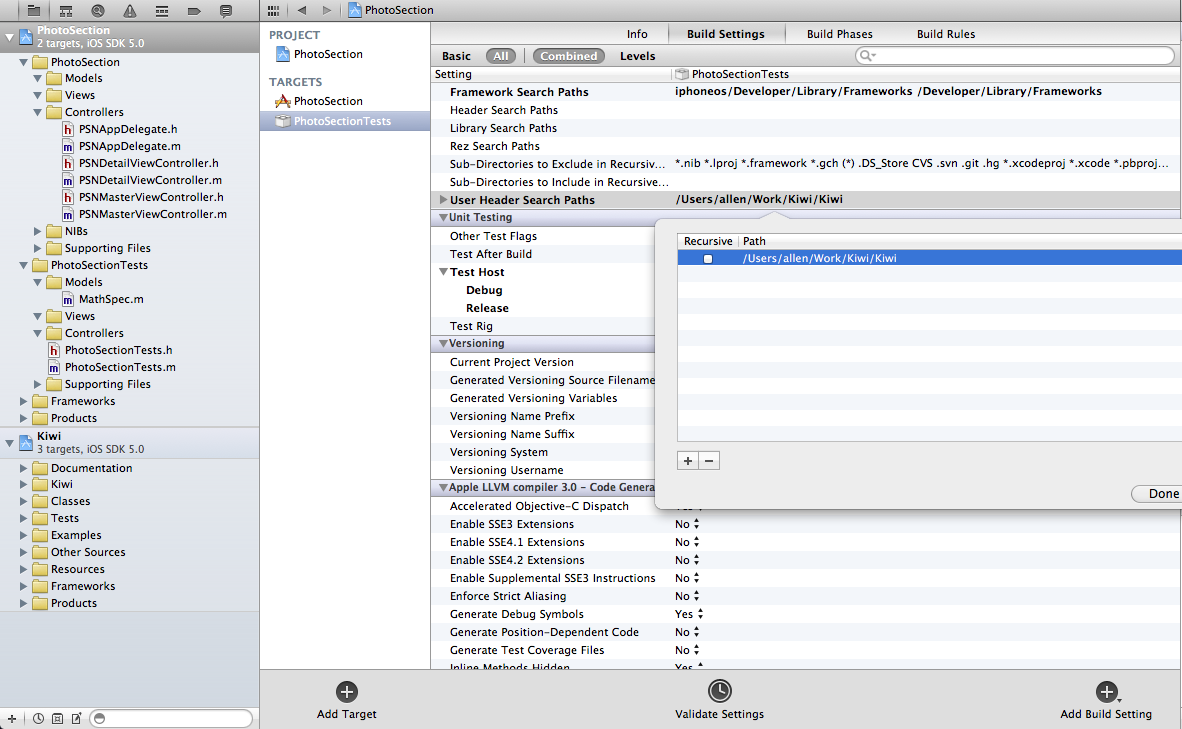 PhotoSection
PhotoSection
2 targets, iOS SDK 5.0
PhotoSection
Models
Views
Controllers
PSNAppDelegate.h
PSNAppDelegate.m
PSNDetailViewController.h
PSNDetailViewController.m
PSNMasterViewController.h
PSNMasterViewController.m
NIBs
Supporting Files
PhotoSectionTests
Models
MathSpec.m
Views
Controllers
PhotoSectionTests.h
PhotoSectionTests.m
Supporting Files
Frameworks
Products
Kiwi
3 targets, iOS SDK 5.0
Documentation
Kiwi
Classes
Tests
Examples
Other Sources
Resources
Frameworks
Products
PROJECT
PhotoSection
TARGETS
PhotoSection
PhotoSectionTests
Info Build Settings Build Phases Build Rules
Basic All Combined Levels
Setting PhotoSectionTests
Framework Search Paths iphoneos/Developer/Library/Frameworks /Developer/Library/Frameworks
Header Search Paths
Library Search Paths
Rez Search Paths
Sub-Directories to Exclude in Recursiv... *.nib *.lproj *.framework *.gch (*) .DS_Store CVS .svn .git .hg *.xcodeproj *.xcode *.pbproj...
Sub-Directories to Include in Recursive...
User Header Search Paths /Users/allen/Work/Kiwi/Kiwi
Unit Testing
Other Test Flags
Test After Build
Test Host
Debug
Release
Test Rig
Versioning
Current Project Version
Generated Versioning Source Filename
Generated Versioning Variables
Versioning Name Prefix
Versioning Name Suffix
Versioning System
Versioning Username
Apple LLVM compiler 3.0 - Code Genera
Accelerated Objective-C Dispatch Yes
Enable SSE3 Extensions No
Enable SSE4.1 Extensions No
Enable SSE4.2 Extensions No
Enable Supplemental SSE3 Instructions No
Enforce Strict Aliasing No
Generate Debug Symbols Yes
Generate Position-Dependent Code No
Generate Test Coverage Files No
Inline Methods Hidden Yes
Recursive Path
/Users/allen/Work/Kiwi/Kiwi
Done
Add Target
Validate Settings
Add Build Setting